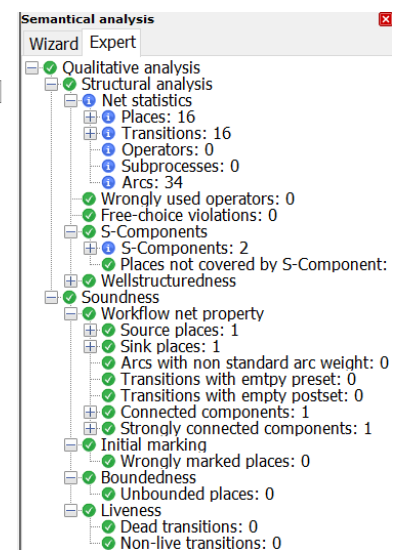 Semantical analysis
Wizard Expert
Qualitative analysis
Structural analysis
Net statistics
Places: 16
Transitions: 16
Operators: 0
Subprocesses: 0
Arcs: 34
Wrongly used operators: 0
Free-choice violations: 0
S-Components
S-Components: 2
Places not covered by S-Component:
Wellstructuredness
Soundness
Workflow net property
Source places: 1
Sink places: 1
Arcs with non standard arc weight: 0
Transitions with emtpy preset: 0
Transitions with empty postset: 0
Connected components: 1
Strongly connected components: 1
Initial marking
Wrongly marked places: 0
Boundedness
Unbounded places: 0
Liveness
Dead transitions: 0
Non-live transitions: 0